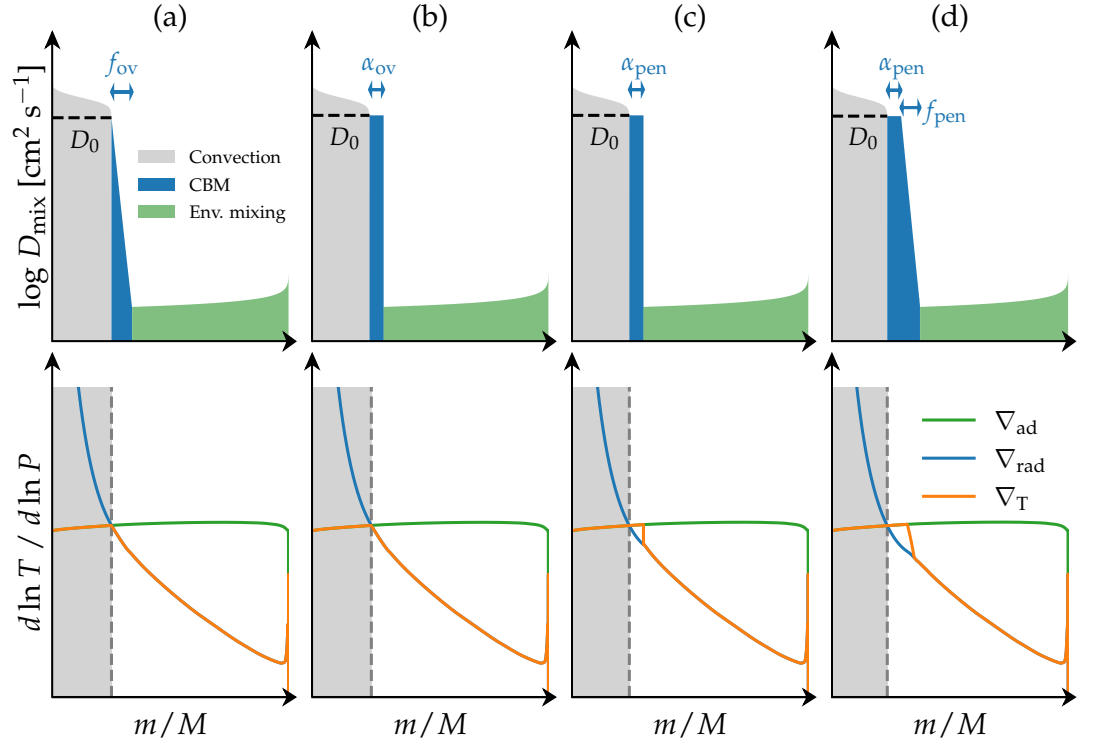 (a) (b) (c) (d)
log D_mix [cm² s⁻¹]
f_ov
D_0
Convection
CBM
Env. mixing
α_ov
D_0
α_pen
D_0
α_pen
f_pen
D_0
d ln T / d ln P
∇_ad
∇_rad
∇_T
m/M m/M m/M m/M